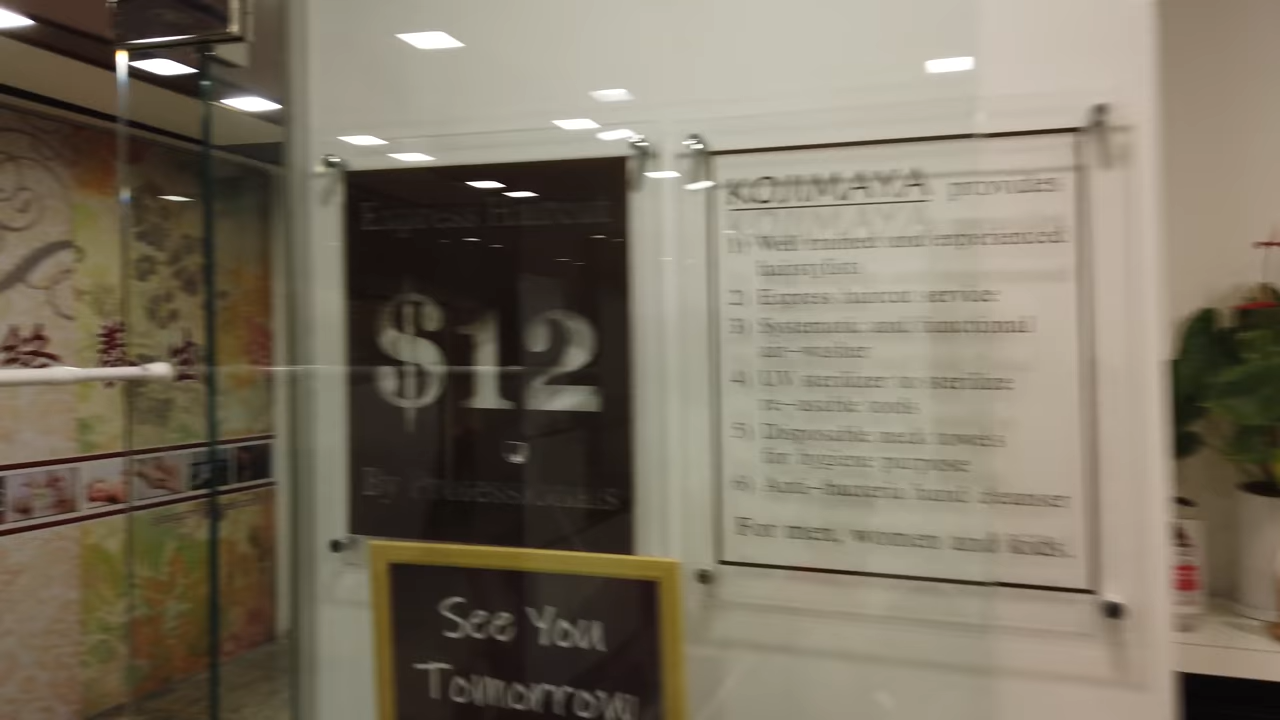 Express Haircut
$12
By Professionals
See You
Tomorrow
KOJIMAYA provides
1) Well trained and experienced
hairstylists
2) Express haircut service
3) Systematic and functional
air-washer
4) UV sterilizer to sterilize
re-usable tools
5) Disposable neck towels
for hygiene purpose
6) Anti-bacteria hand cleanser
For men, women and kids.